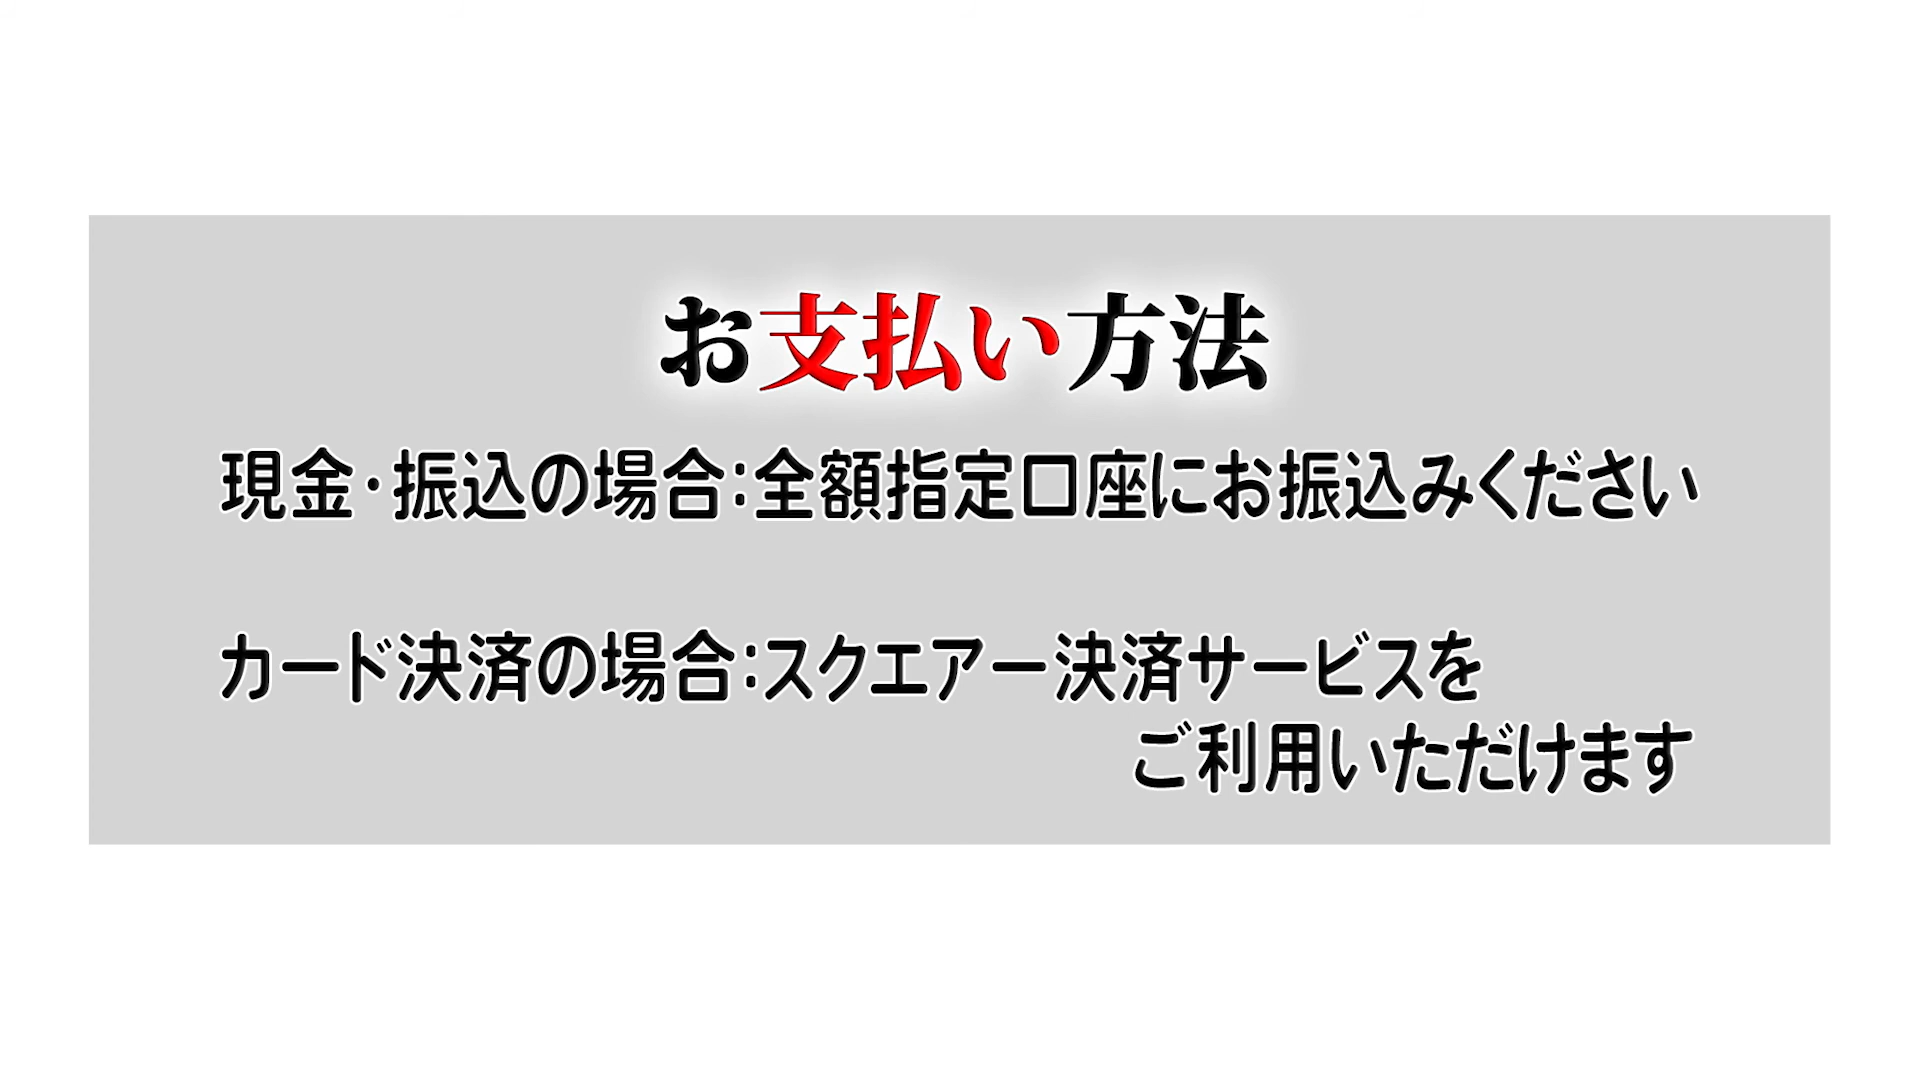 お支払い方法
現金･振込の場合:全額指定口座にお振込みください
カード決済の場合:スクエアー決済サービスを
ご利用いただけます